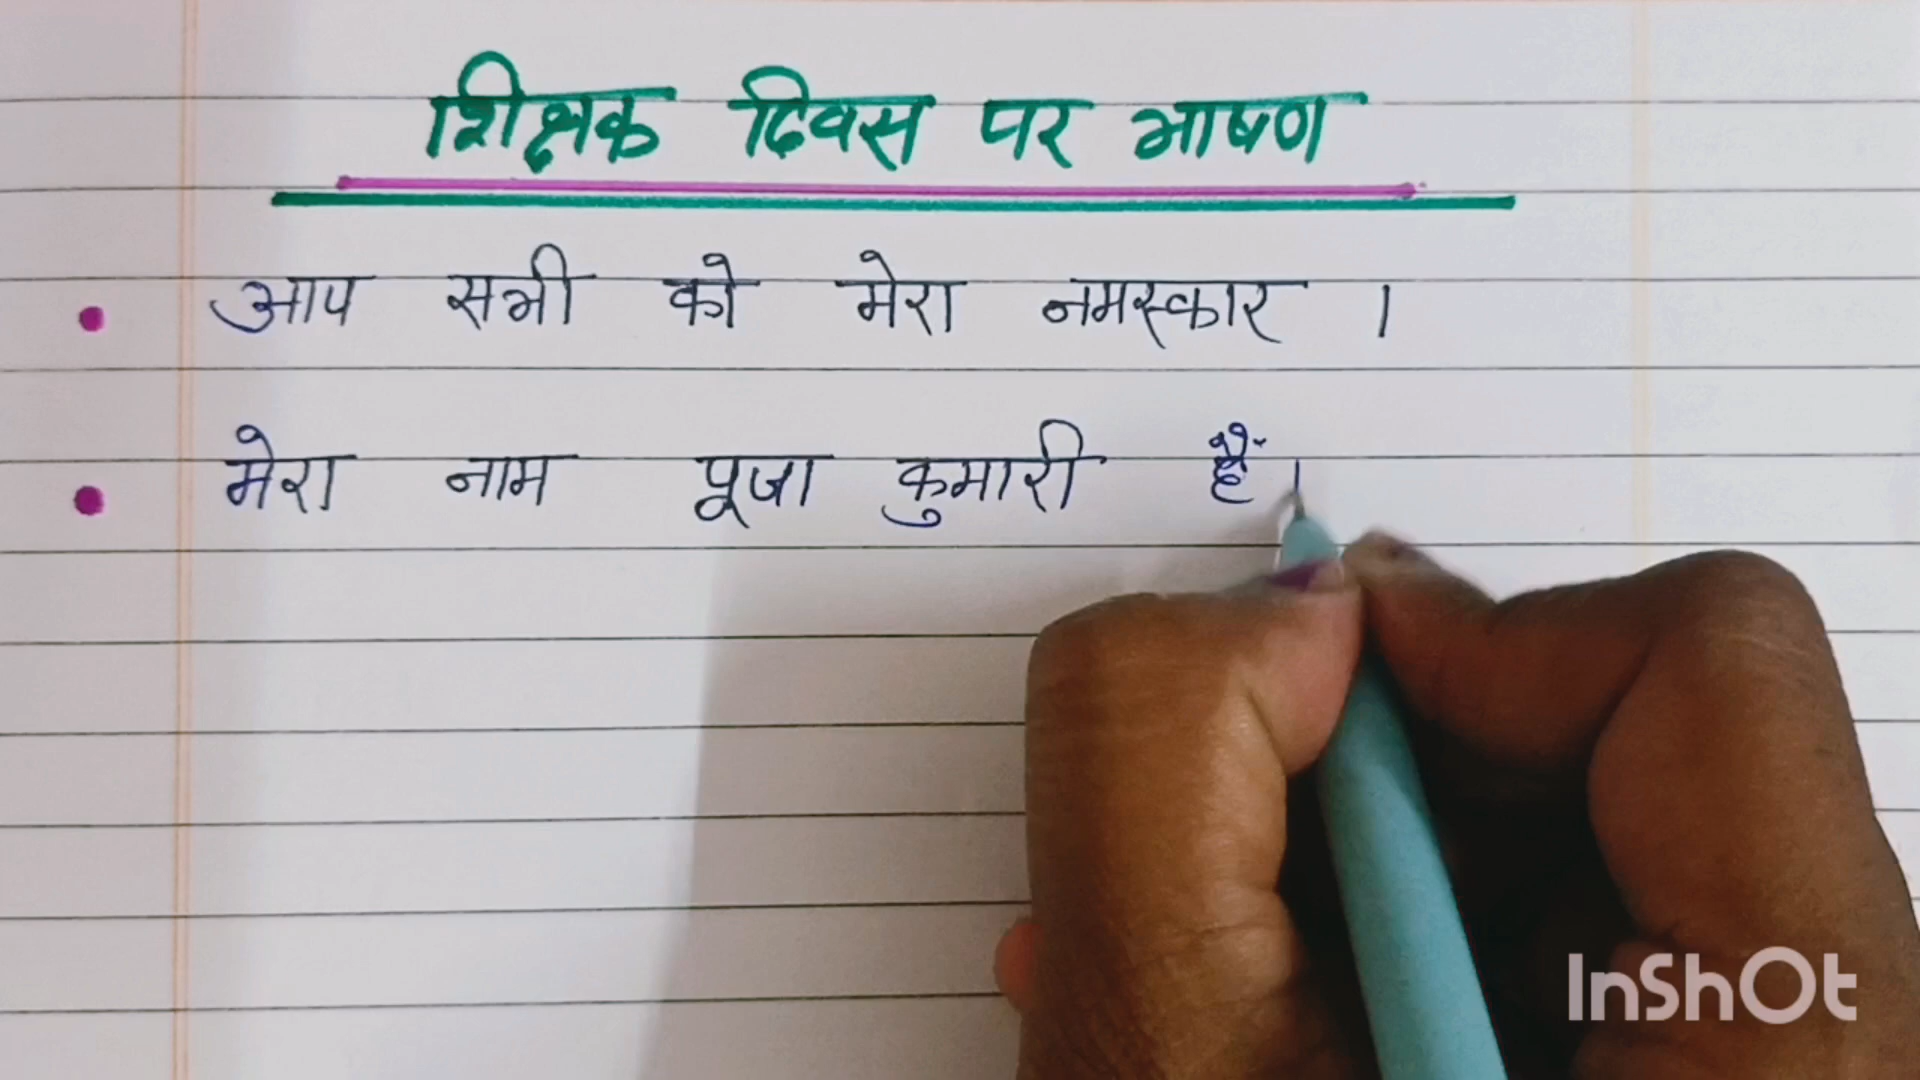 शिक्षक दिवस पर भाषण
आप सभी को मेरा नमस्कार ।
मेरा नाम पूजा कुमारी हैं।
InShOt